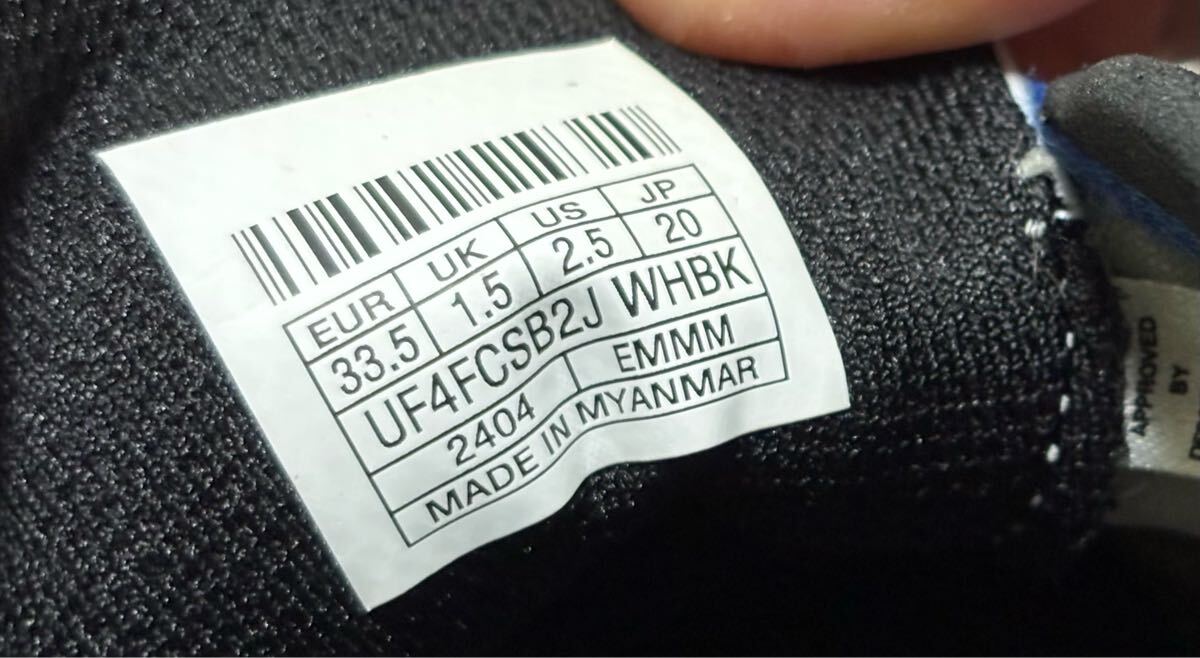 EUR UK US JP
33.5 1.5 2.5 20
UF4FCSB2J WHBK
2404 EMMM
MADE IN MYANMAR
APPROVED
BY